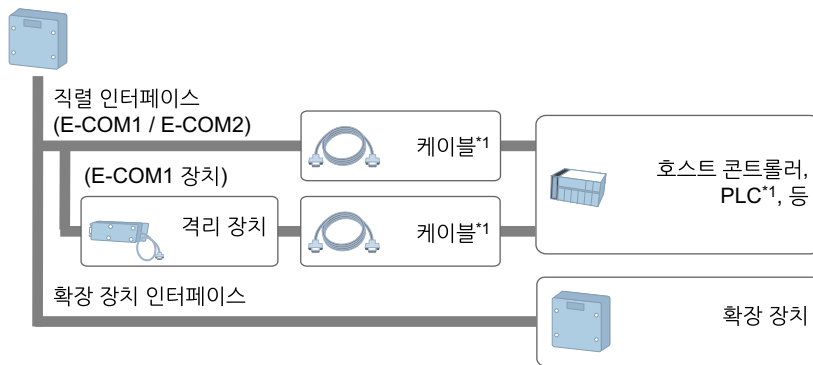 직렬 인터페이스
(E-COM1 / E-COM2)
케이블*1
호스트 콘트롤러,
PLC*1, 등
(E-COM1 장치)
격리 장치
케이블*1
확장 장치 인터페이스
확장 장치